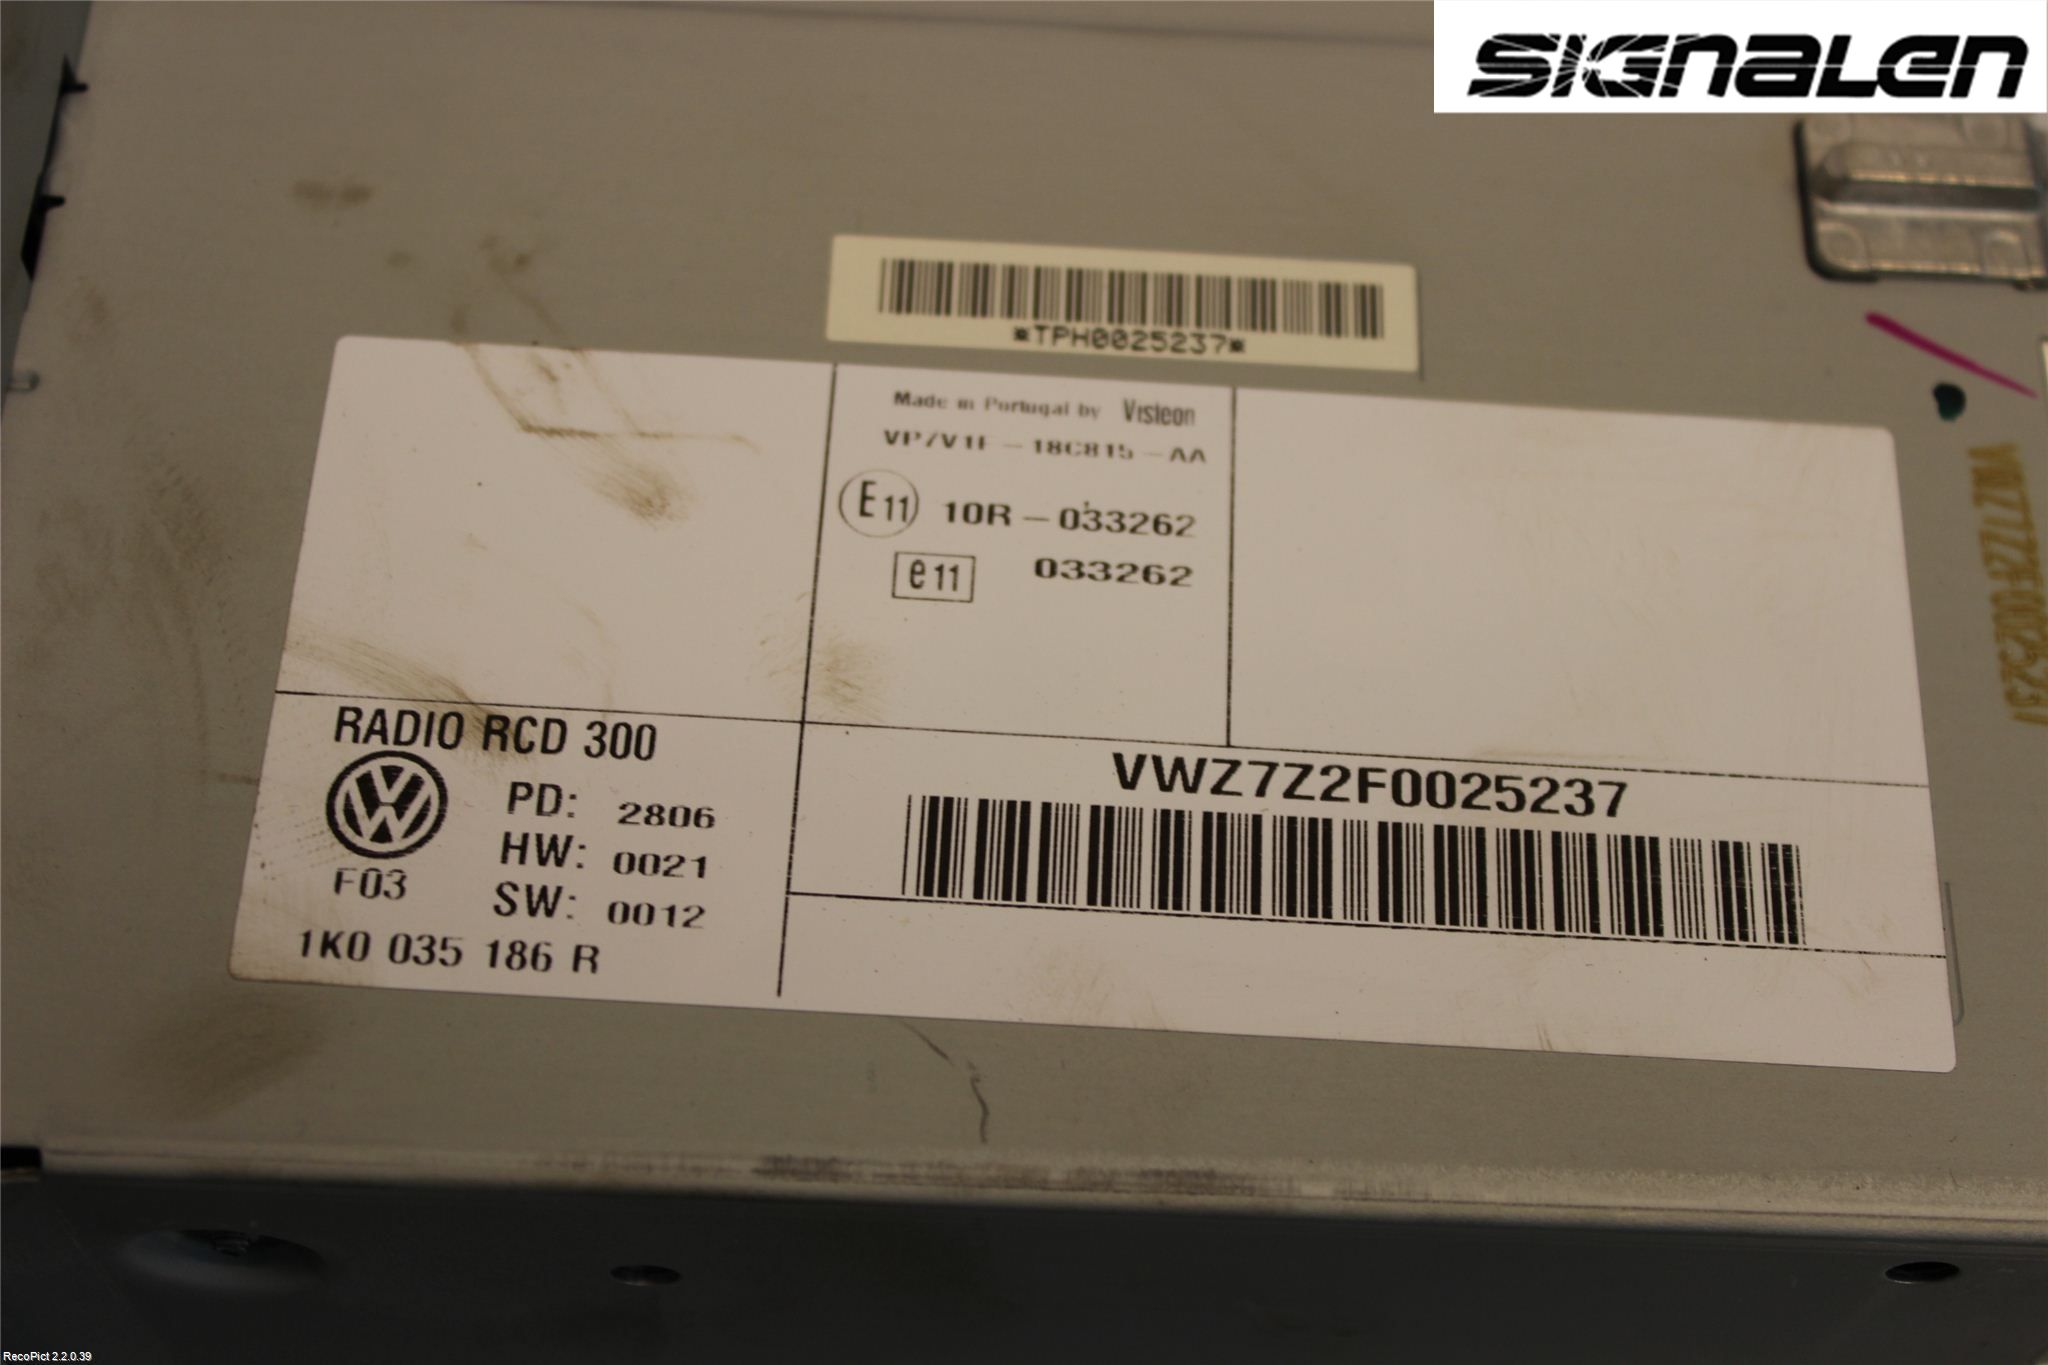 SIGNALEN
*TPH0025237*
Made in Portugal by Visteon
VP7V1F - 18C815 - AA
E11 10R - 033262
e11 033262
VWZ7Z2F0025237
RADIO RCD 300
PD: 2806
HW: 0021
F03
SW: 0012
1K0 035 186 R
VWZ7Z2F0025237
RecoPict 2.2.0.39